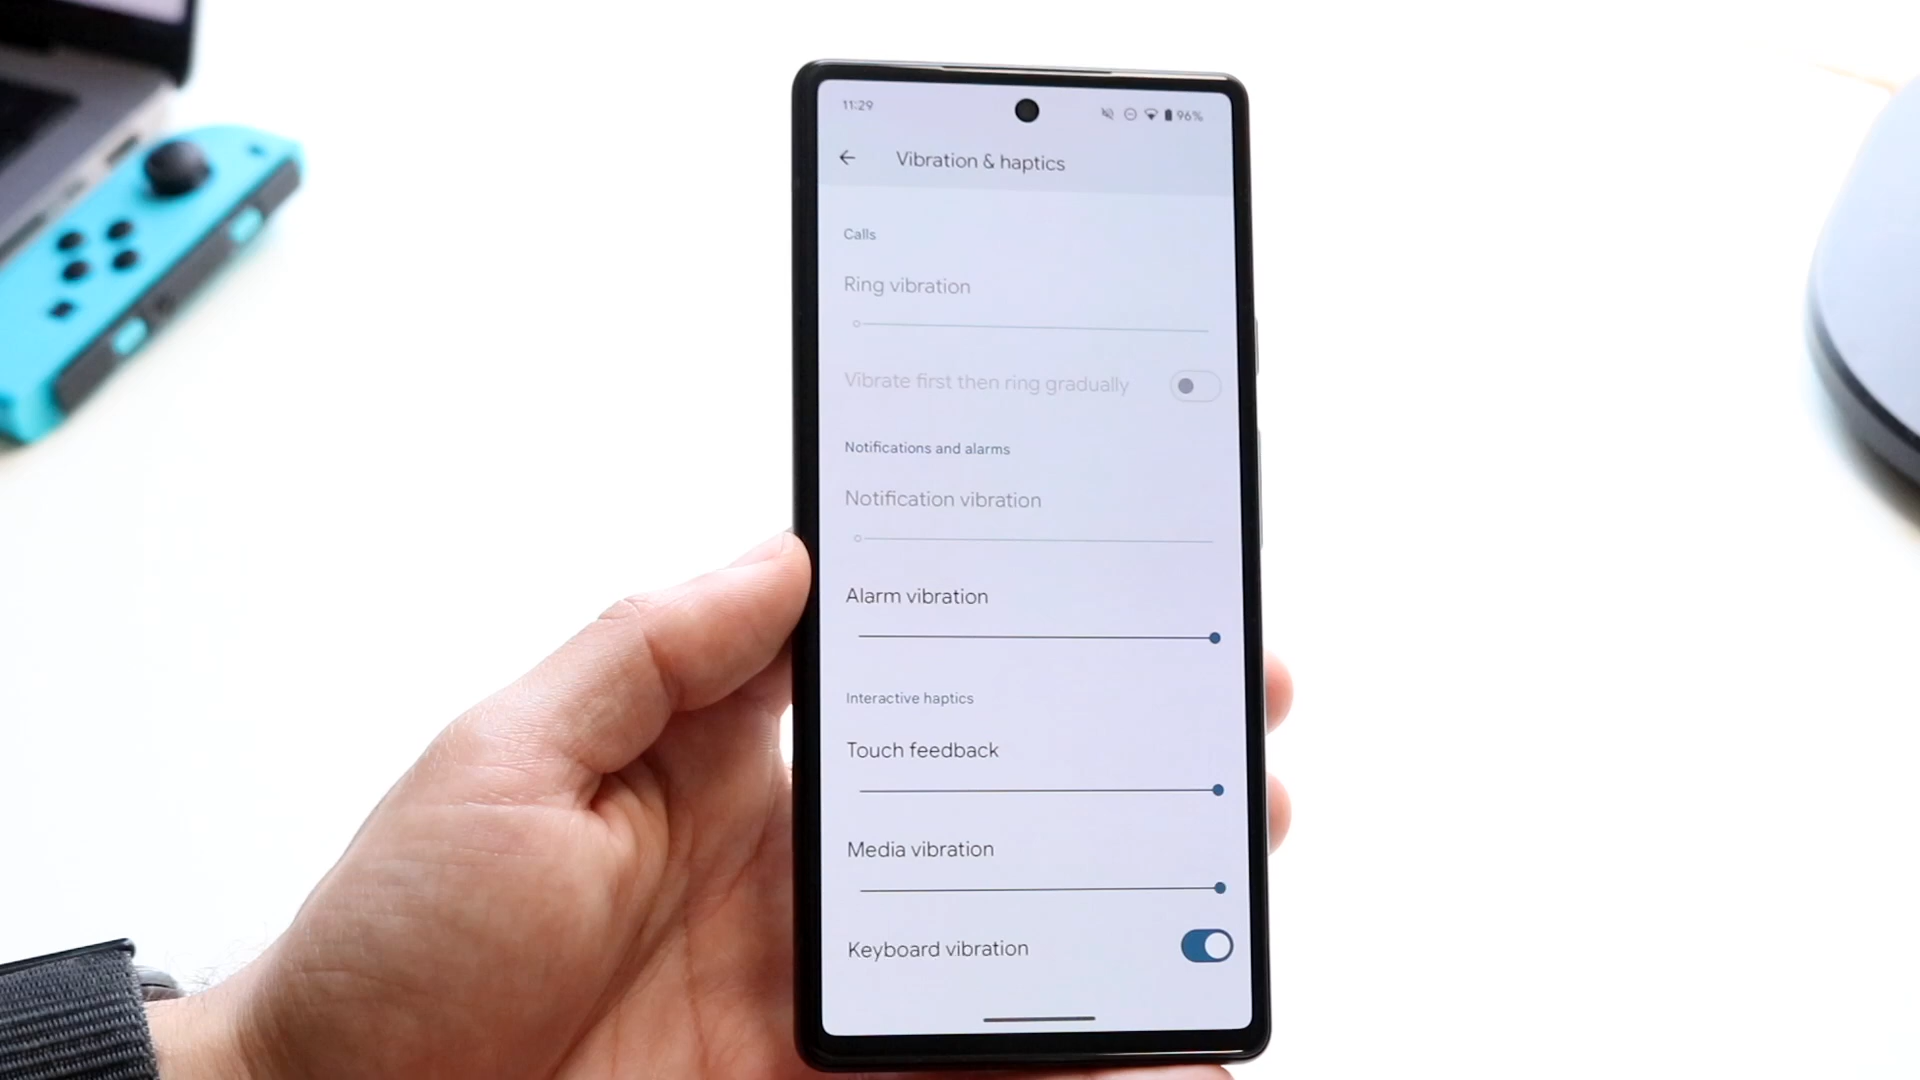 11:29
96%
Vibration & haptics
Calls
Ring vibration
Vibrate first then ring gradually
Notifications and alarms
Notification vibration
Alarm vibration
Interactive haptics
Touch feedback
Media vibration
Keyboard vibration